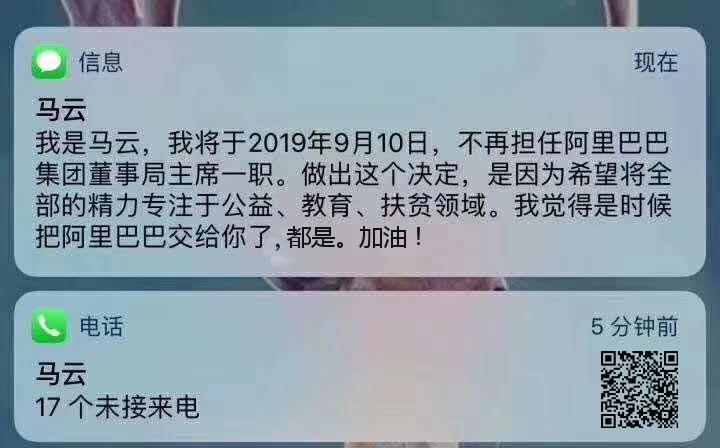 信息 现在
马云
我是马云，我将于2019年9月10日，不再担任阿里巴巴
集团董事局主席一职。做出这个决定，是因为希望将全
部的精力专注于公益、教育、扶贫领域。我觉得是时候
把阿里巴巴交给你了, 都是。加油！
电话 5 分钟前
马云
17 个未接来电